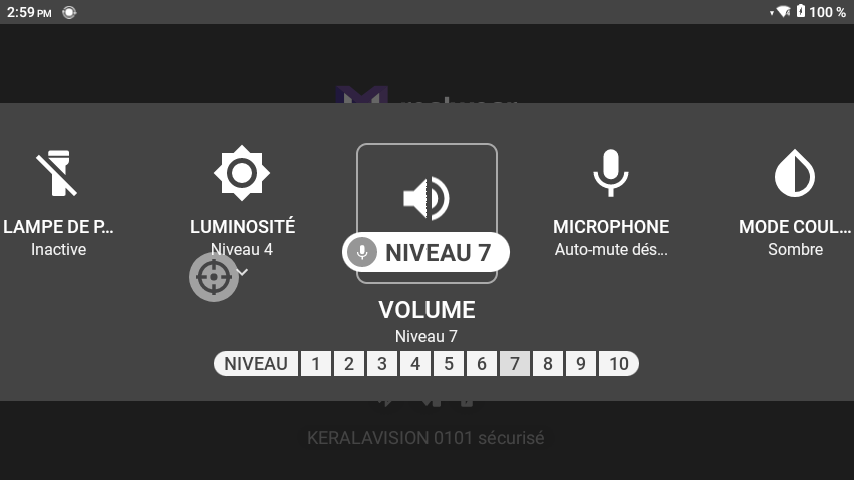 2:59 PM
100 %
LAMPE DE P...
Inactive
LUMINOSITÉ
Niveau 4
NIVEAU 7
MICROPHONE
Auto-mute dés...
MODE COUL...
Sombre
VOLUME
Niveau 7
NIVEAU 1 2 3 4 5 6 7 8 9 10
KERALAVISION 0101 sécurisé